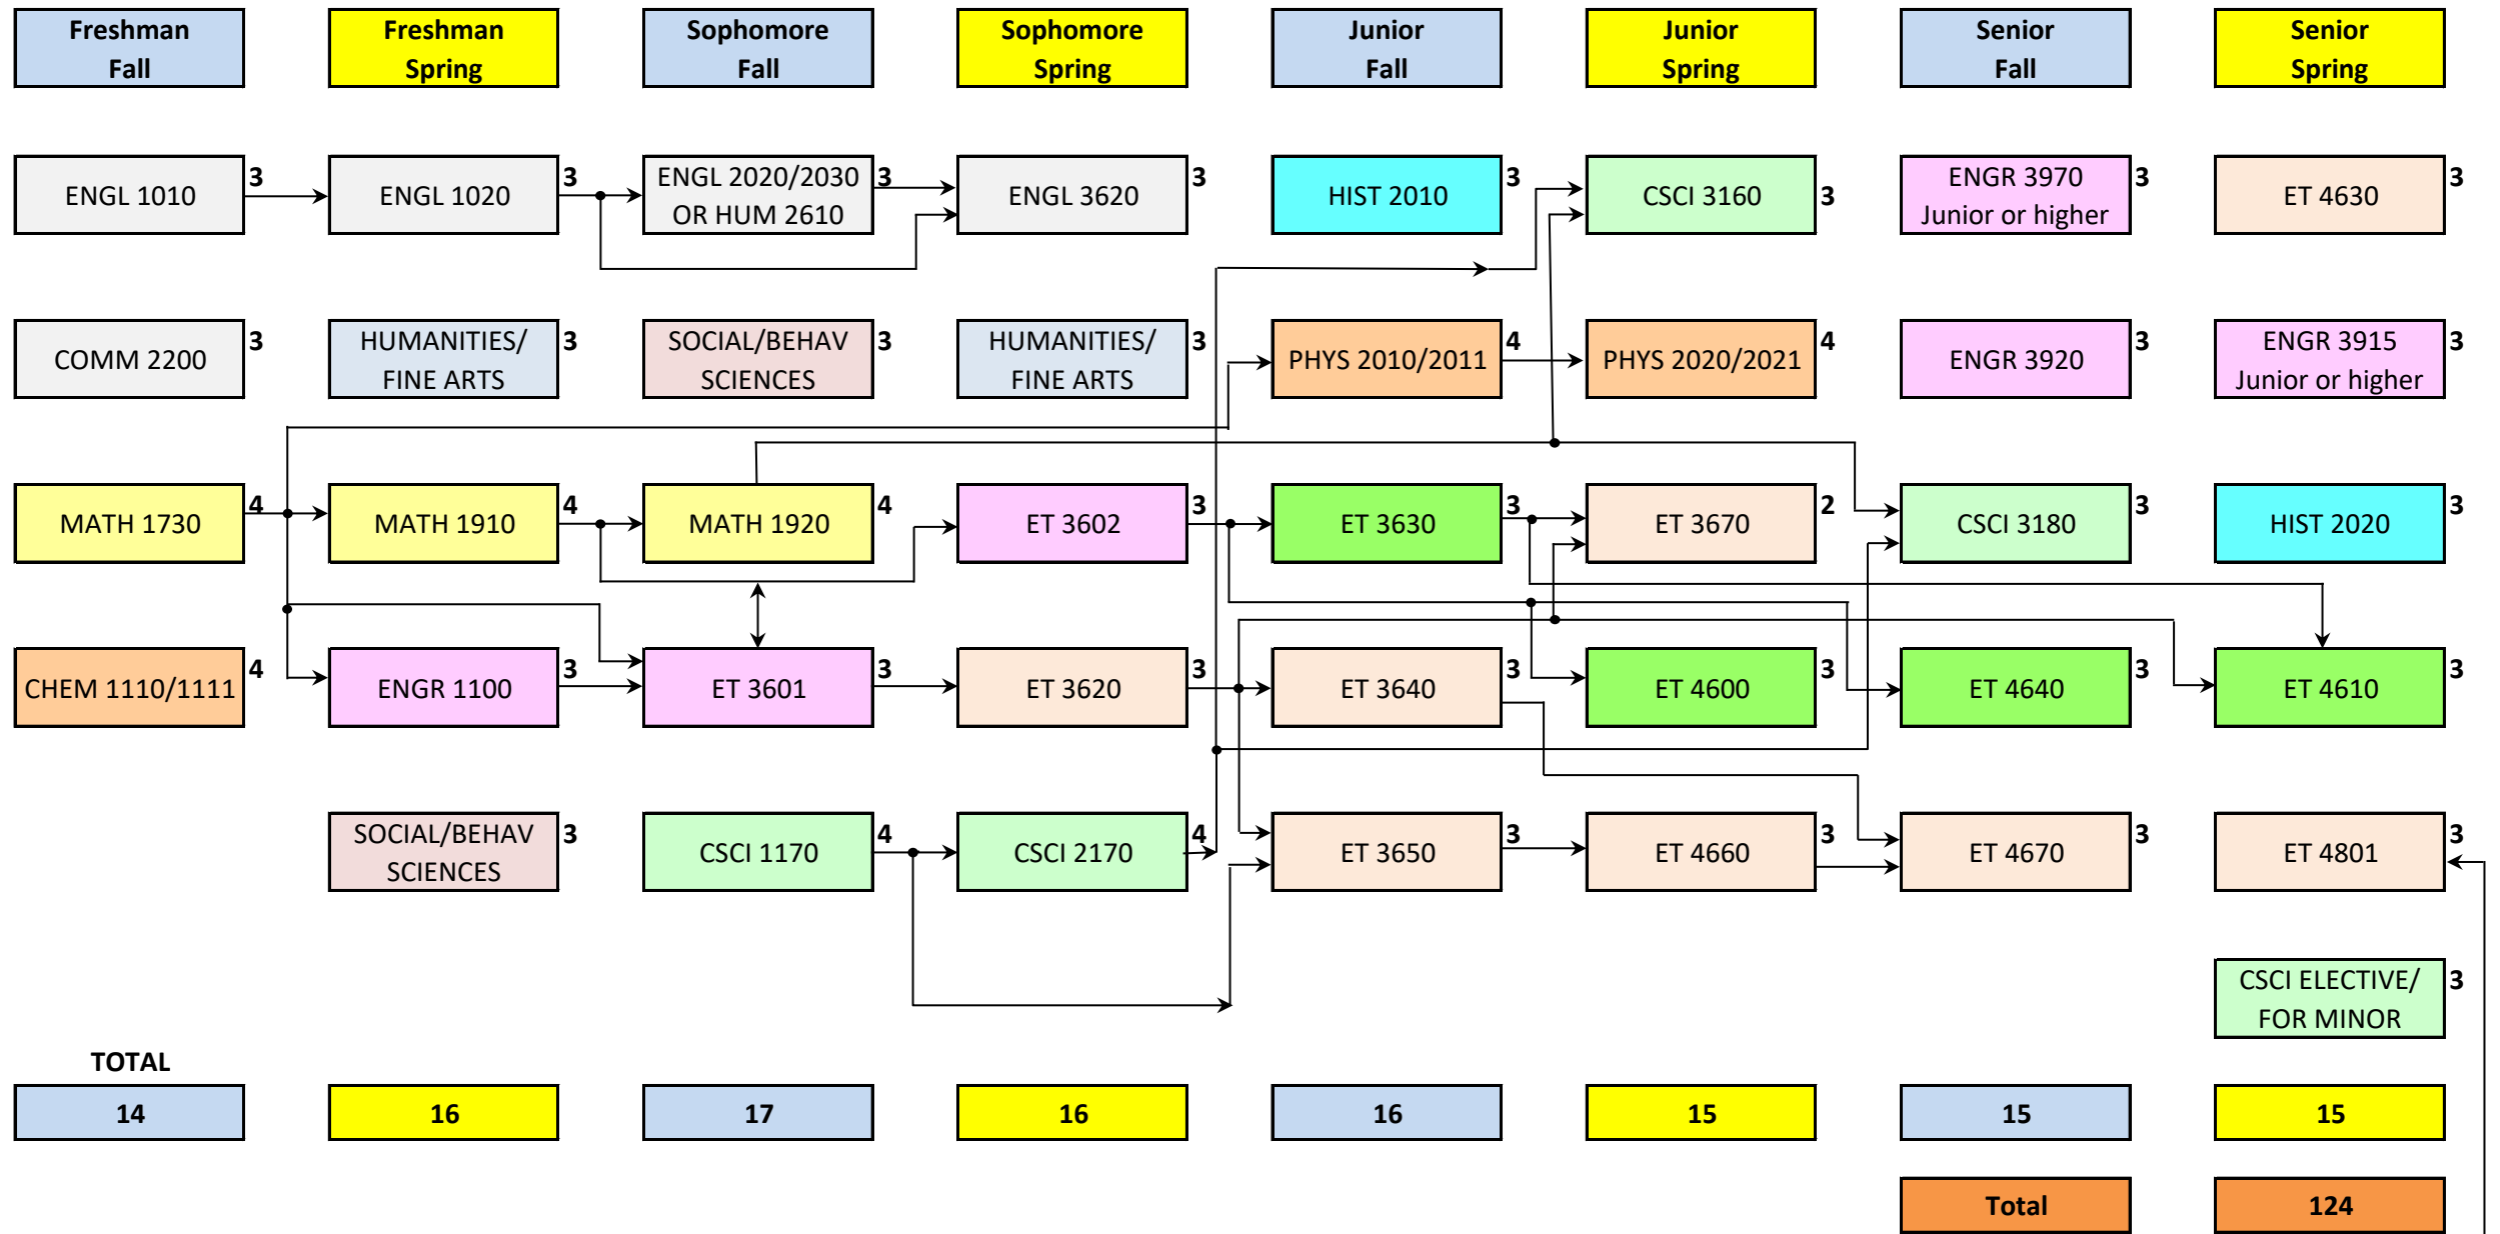 Freshman
Fall
Freshman
Spring
Sophomore
Fall
Sophomore
Spring
Junior
Fall
Junior
Spring
Senior
Fall
Senior
Spring
ENGL 1010
3
ENGL 1020
3
ENGL 2020/2030
OR HUM 2610
3
ENGL 3620
3
HIST 2010
3
CSCI 3160
3
ENGR 3970
Junior or higher
3
ET 4630
3
COMM 2200
3
HUMANITIES/
FINE ARTS
3
SOCIAL/BEHAV
SCIENCES
3
HUMANITIES/
FINE ARTS
3
PHYS 2010/2011
4
PHYS 2020/2021
4
ENGR 3920
3
ENGR 3915
Junior or higher
3
MATH 1730
4
MATH 1910
4
MATH 1920
4
ET 3602
3
ET 3630
3
ET 3670
2
CSCI 3180
3
HIST 2020
3
CHEM 1110/1111
4
ENGR 1100
3
ET 3601
3
ET 3620
3
ET 3640
3
ET 4600
3
ET 4640
3
ET 4610
3
SOCIAL/BEHAV
SCIENCES
3
CSCI 1170
4
CSCI 2170
4
ET 3650
3
ET 4660
3
ET 4670
3
ET 4801
3
CSCI ELECTIVE/
FOR MINOR
3
TOTAL
14
16
17
16
16
15
15
15
Total
124